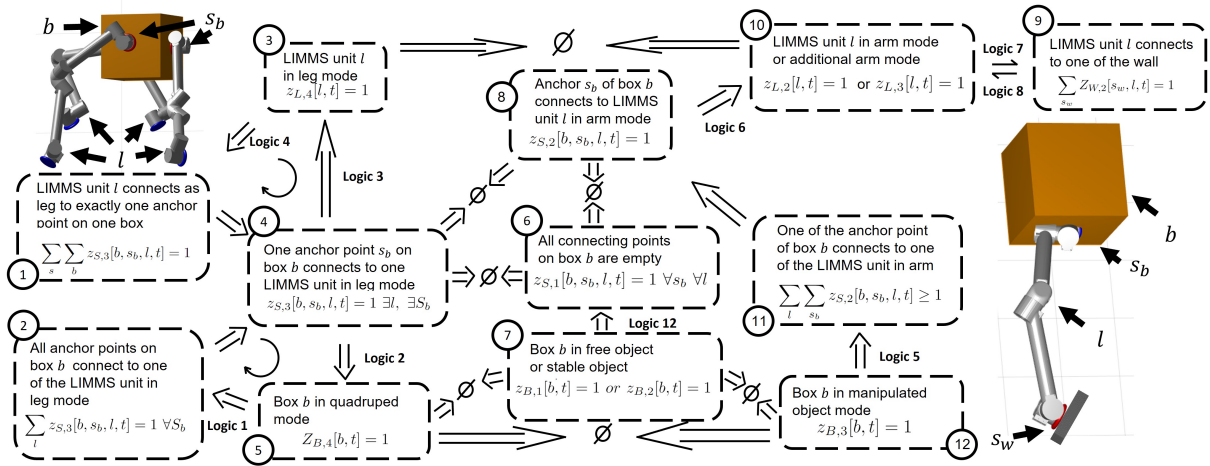 b
s_b
l
3
LIMMS unit l
in leg mode
z_{L,4}[l, t] = 1
∅
10
LIMMS unit l in arm mode
or additional arm mode
z_{L,2}[l, t] = 1 or z_{L,3}[l, t] = 1
Logic 7
Logic 8
9
LIMMS unit l connects
to one of the wall
\sum_{s_w} Z_{W,2}[s_w, l, t] = 1
8
Anchor s_b of box b
connects to LIMMS
unit l in arm mode
z_{S,2}[b, s_b, l, t] = 1
Logic 6
Logic 4
Logic 3
1
LIMMS unit l connects as
leg to exactly one anchor
point on one box
\sum_s \sum_b z_{S,3}[b, s_b, l, t] = 1
∅
∅
4
One anchor point s_b on
box b connects to one
LIMMS unit in leg mode
z_{S,3}[b, s_b, l, t] = 1 ∃l, ∃S_b
∅
6
All connecting points
on box b are empty
z_{S,1}[b, s_b, l, t] = 1 ∀s_b ∀l
11
One of the anchor point
of box b connects to one
of the LIMMS unit in arm
\sum_l \sum_{s_b} z_{S,2}[b, s_b, l, t] ≥ 1
b
s_b
l
s_w
2
All anchor points on
box b connect to one
of the LIMMS unit in
leg mode
\sum_l z_{S,3}[b, s_b, l, t] = 1 ∀S_b
Logic 1
Logic 2
Logic 12
Logic 5
5
Box b in quadruped
mode
Z_{B,4}[b, t] = 1
∅
7
Box b in free object
or stable object
z_{B,1}[b, t] = 1 or z_{B,2}[b, t] = 1
∅
∅
12
Box b in manipulated
object mode
z_{B,3}[b, t] = 1